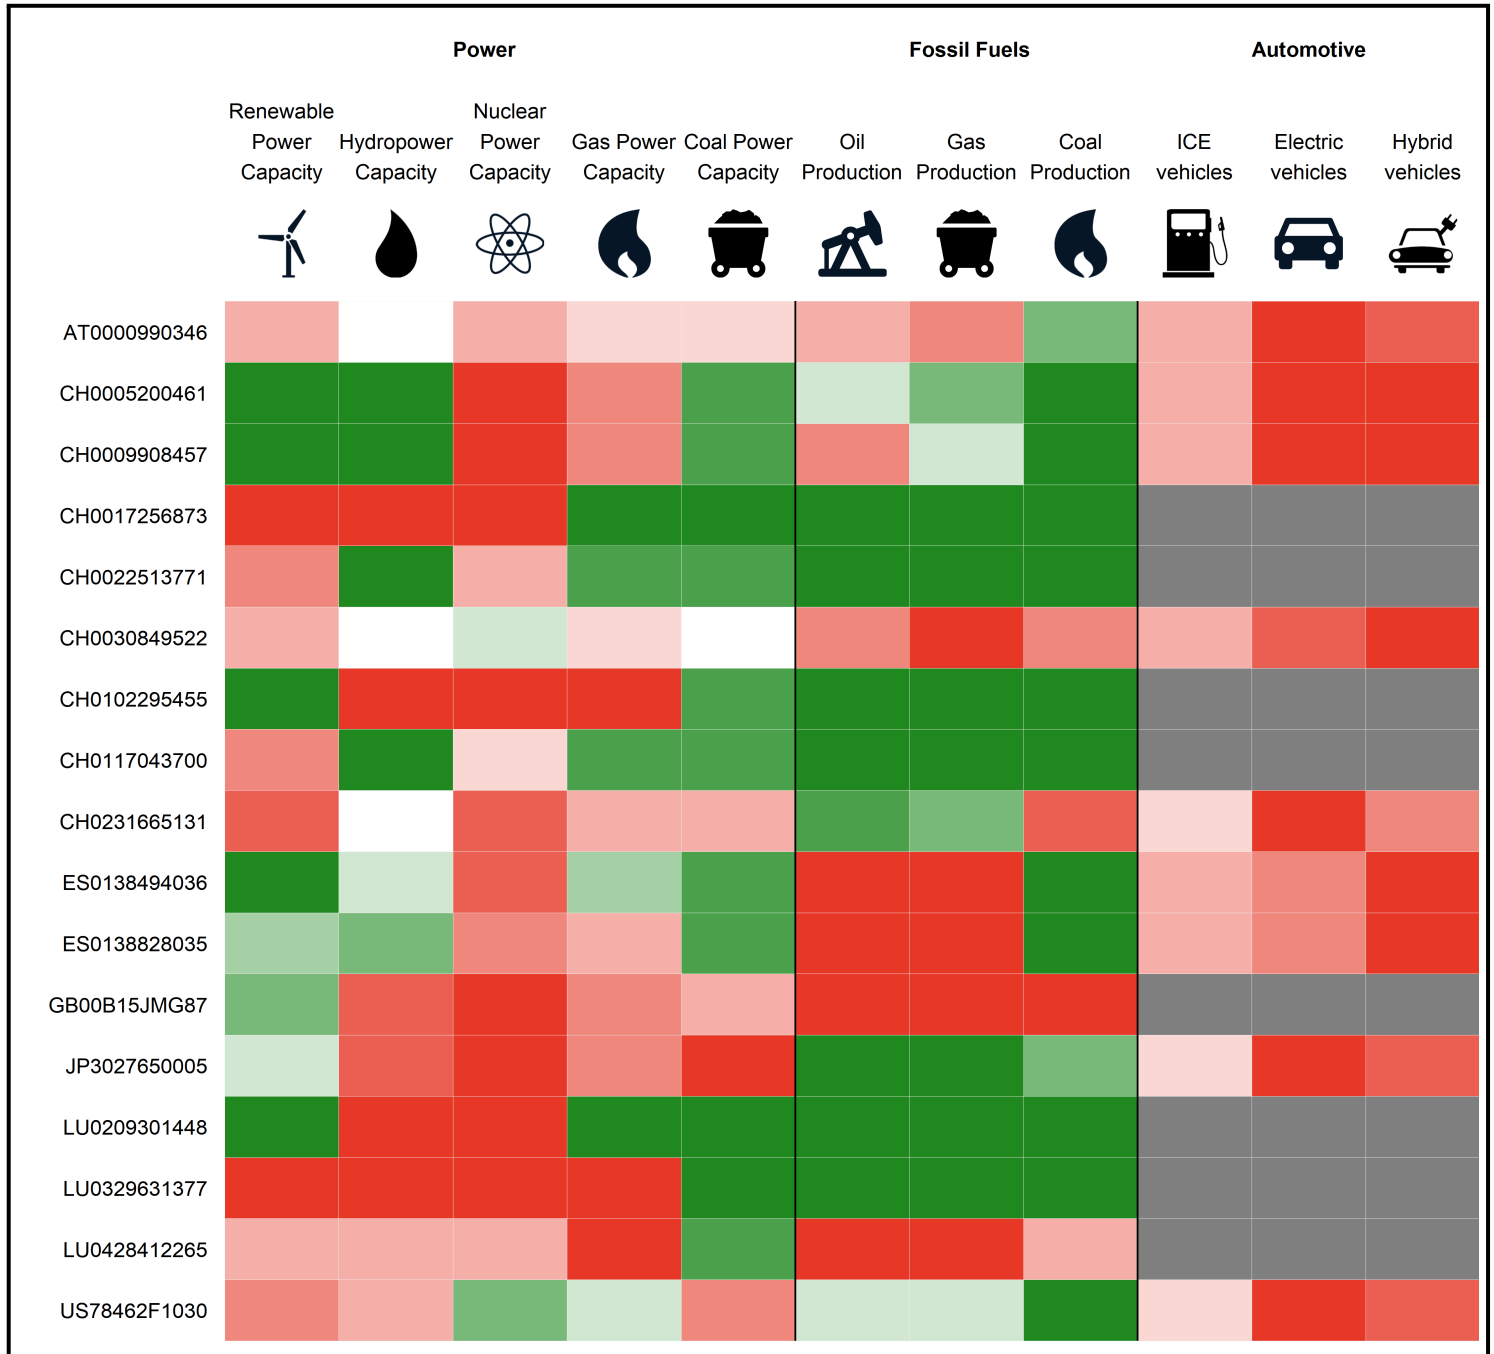 Power
Fossil Fuels
Automotive
Renewable
Power
Capacity
Hydropower
Capacity
Nuclear
Power
Capacity
Gas Power
Capacity
Coal Power
Capacity
Oil
Production
Gas
Production
Coal
Production
ICE
vehicles
Electric
vehicles
Hybrid
vehicles
AT0000990346
CH0005200461
CH0009908457
CH0017256873
CH0022513771
CH0030849522
CH0102295455
CH0117043700
CH0231665131
ES0138494036
ES0138828035
GB00B15JMG87
JP3027650005
LU0209301448
LU0329631377
LU0428412265
US78462F1030